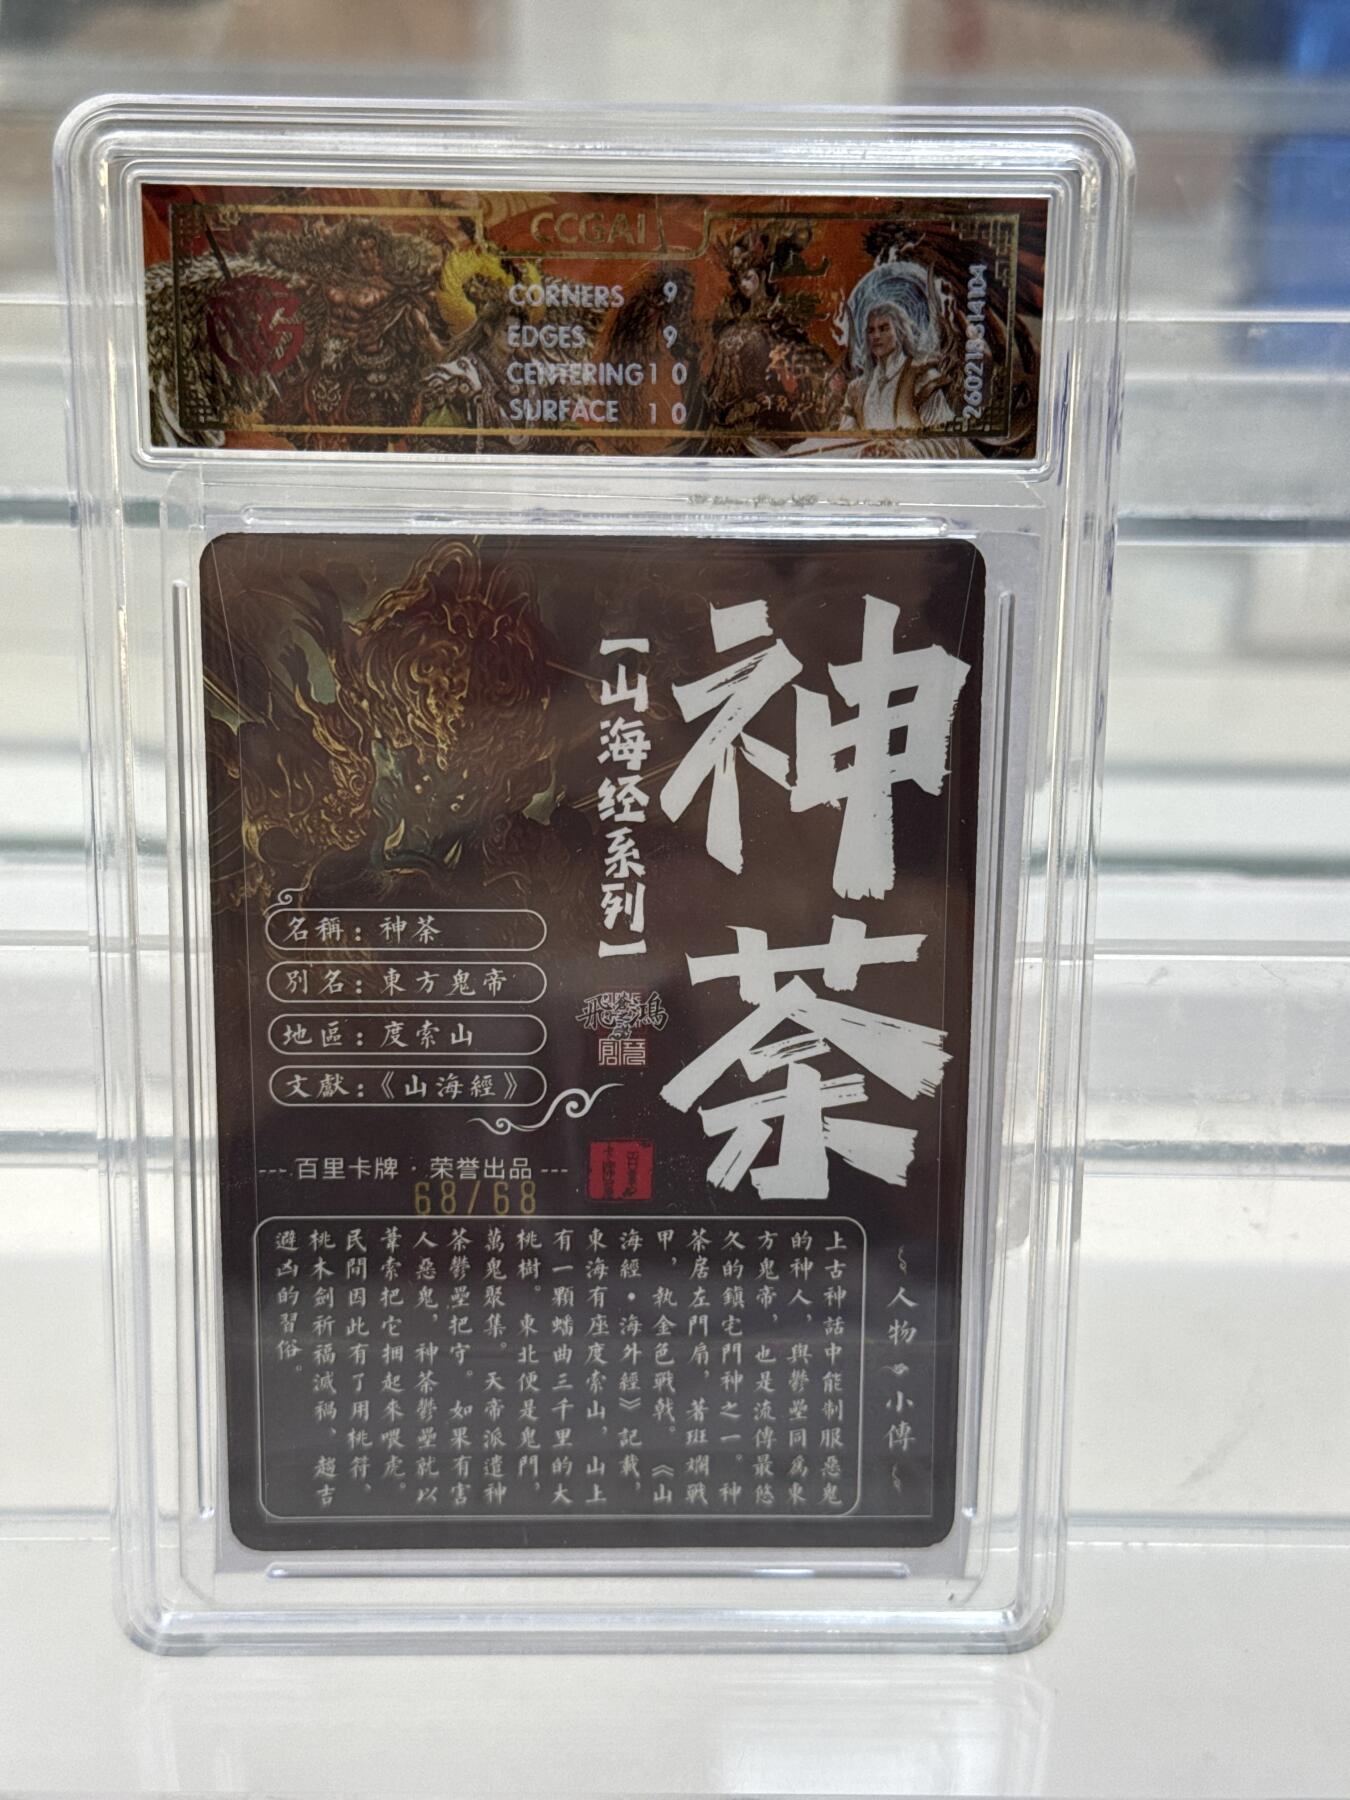 CCGAI
CORNERS 9
EDGES 9
CENTERING 10
SURFACE 10
260213314104
神荼
【山海经系列】
飛鴻
創意
名稱：神荼
別名：東方鬼帝
地區：度索山
文獻：《山海經》
---百里卡牌·荣誉出品---
68/68
人物小傳
上古神話中能制服惡鬼
的神人，與鬱壘同爲東
方鬼帝，也是流傳最悠
久的鎮宅門神之一。神
荼居左門扇，著斑斕戰
甲，執金色戰戟。《山
海經•海外經》記載，
東海有座度索山，山上
有一顆蟠曲三千里的大
桃樹。東北便是鬼門，
萬鬼聚集。天帝派遣神
荼鬱壘把守。如果有害
人惡鬼，神荼鬱壘就以
葦索把它捆起來喂虎。
民間因此有了用桃符、
桃木劍祈福滅禍、趨吉
避凶的習俗。